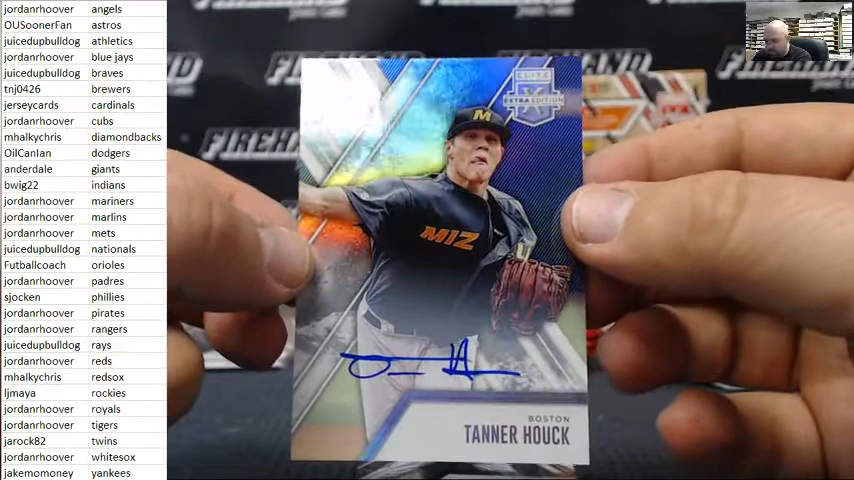 jordanrhoover angels
OUSoonerFan astros
juicedupbulldog athletics
jordanrhoover blue jays
juicedupbulldog braves
tnj0426 brewers
jerseycards cardinals
jordanrhoover cubs
mhalkychris diamondbacks
OilCanIan dodgers
anderdale giants
bwig22 indians
jordanrhoover mariners
jordanrhoover marlins
jordanrhoover mets
juicedupbulldog nationals
Futballcoach orioles
jordanrhoover padres
sjocken phillies
jordanrhoover pirates
jordanrhoover rangers
juicedupbulldog rays
jordanrhoover reds
mhalkychris redsox
ljmaya rockies
jordanrhoover royals
jordanrhoover tigers
jarock82 twins
jordanrhoover whitesox
jakemomoney yankees
FIREHAND
ELITE
X
EXTRA EDITION
M
MIZ
BOSTON
TANNER HOUCK